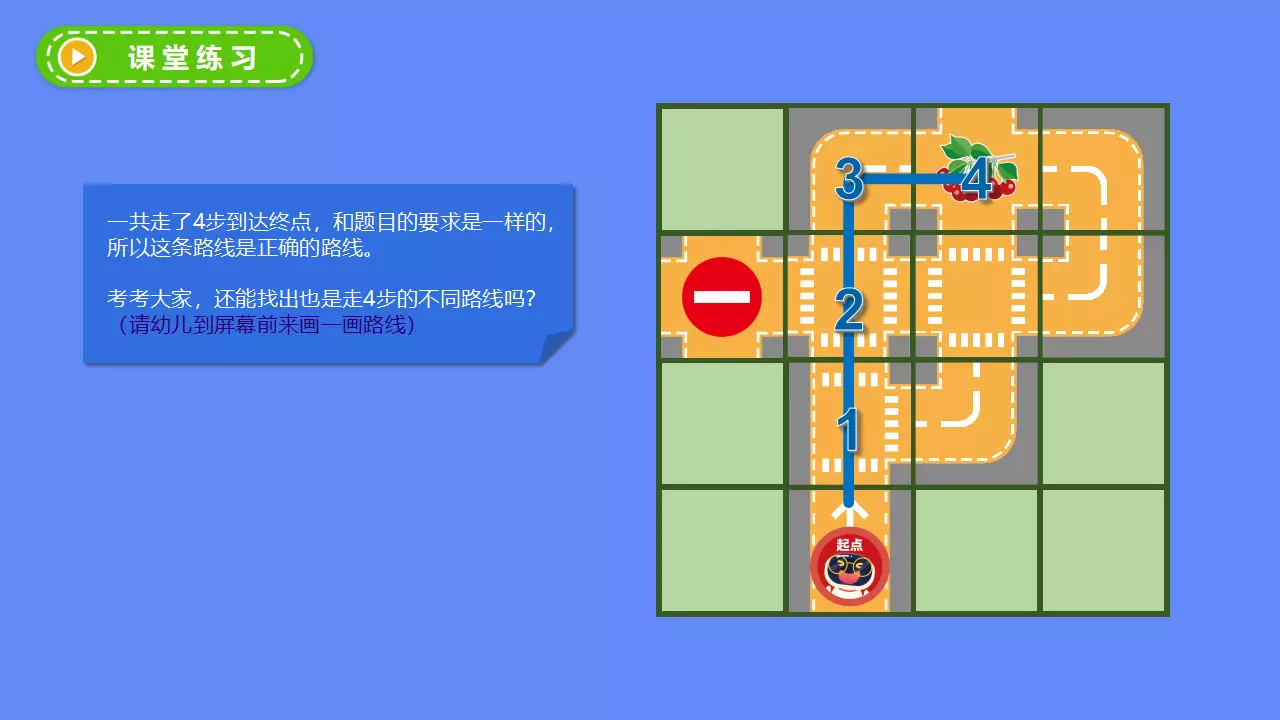 课堂练习
一共走了4步到达终点，和题目的要求是一样的，
所以这条路线是正确的路线。
考考大家，还能找出也是走4步的不同路线吗？
（请幼儿到屏幕前来画一画路线）
3
4
2
1
起点